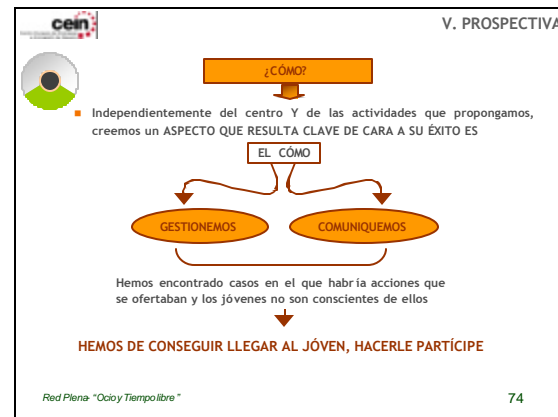 cein
V. PROSPECTIVA
¿CÓMO?
Independientemente del centro Y de las actividades que propongamos,
creemos un ASPECTO QUE RESULTA CLAVE DE CARA A SU ÉXITO ES
EL CÓMO
GESTIONEMOS
COMUNIQUEMOS
Hemos encontrado casos en el que habría acciones que
se ofertaban y los jóvenes no son conscientes de ellos
HEMOS DE CONSEGUIR LLEGAR AL JÓVEN, HACERLE PARTÍCIPE
Red Plena- "Ocio y Tiempo libre"
74